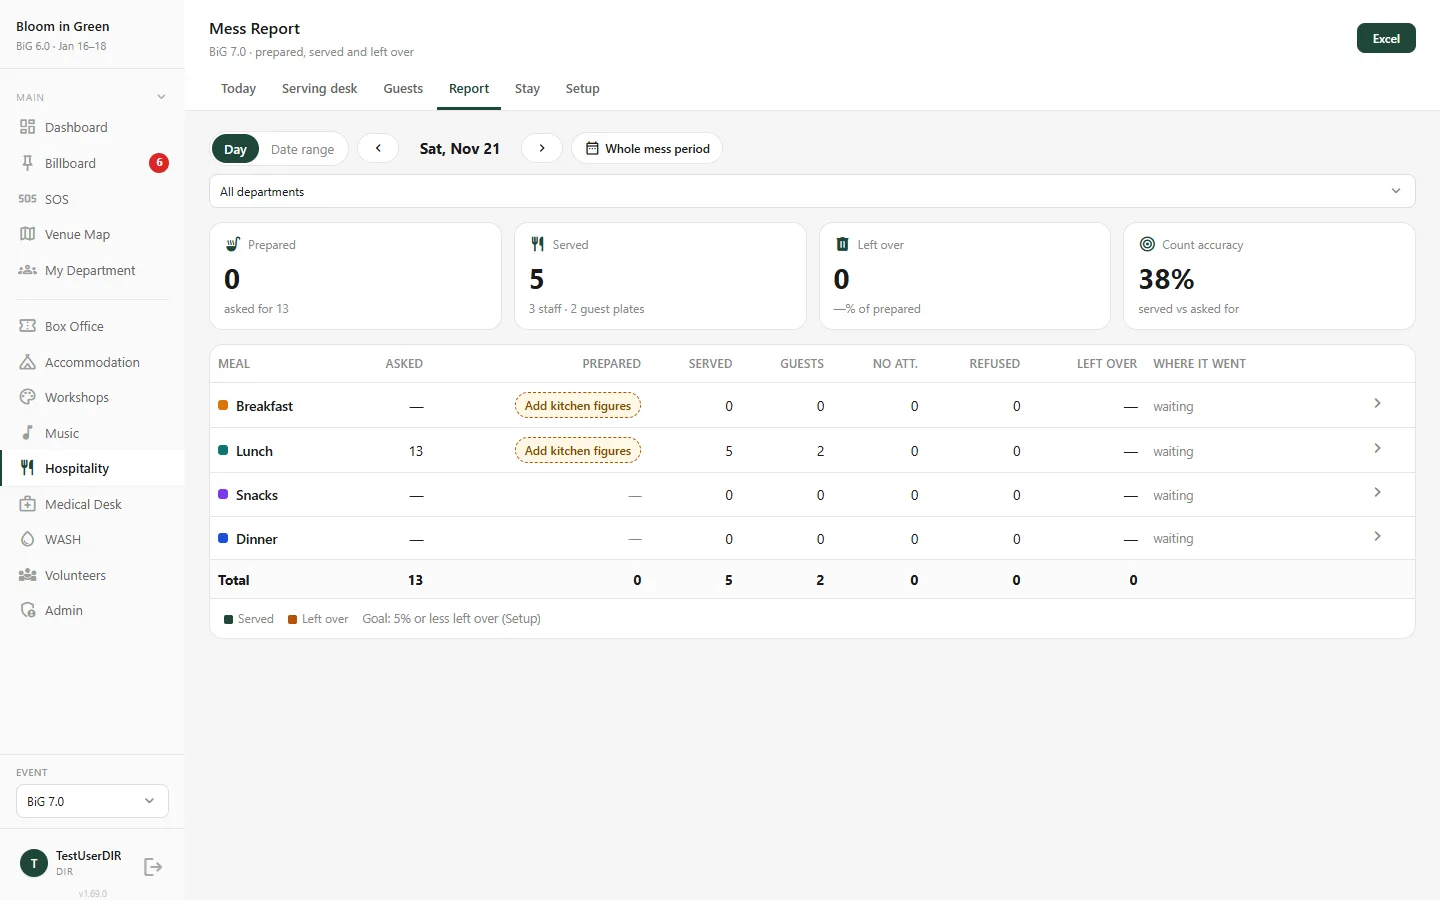 Bloom in Green
BiG 6.0 · Jan 16–18
MAIN
Dashboard
Billboard 6
SOS SOS
Venue Map
My Department
Box Office
Accommodation
Workshops
Music
Hospitality
Medical Desk
WASH
Volunteers
Admin
EVENT
BiG 7.0
T TestUserDIR
DIR
v1.69.0
Mess Report
BiG 7.0 · prepared, served and left over
Excel
Today Serving desk Guests Report Stay Setup
Day Date range Sat, Nov 21 Whole mess period
All departments
Prepared
0
asked for 13
Served
5
3 staff · 2 guest plates
Left over
0
—% of prepared
Count accuracy
38%
served vs asked for
MEAL ASKED PREPARED SERVED GUESTS NO ATT. REFUSED LEFT OVER WHERE IT WENT
Breakfast — Add kitchen figures 0 0 0 0 — waiting
Lunch 13 Add kitchen figures 5 2 0 0 — waiting
Snacks — — 0 0 0 0 — waiting
Dinner — — 0 0 0 0 — waiting
Total 13 0 5 2 0 0 0
Served Left over Goal: 5% or less left over (Setup)